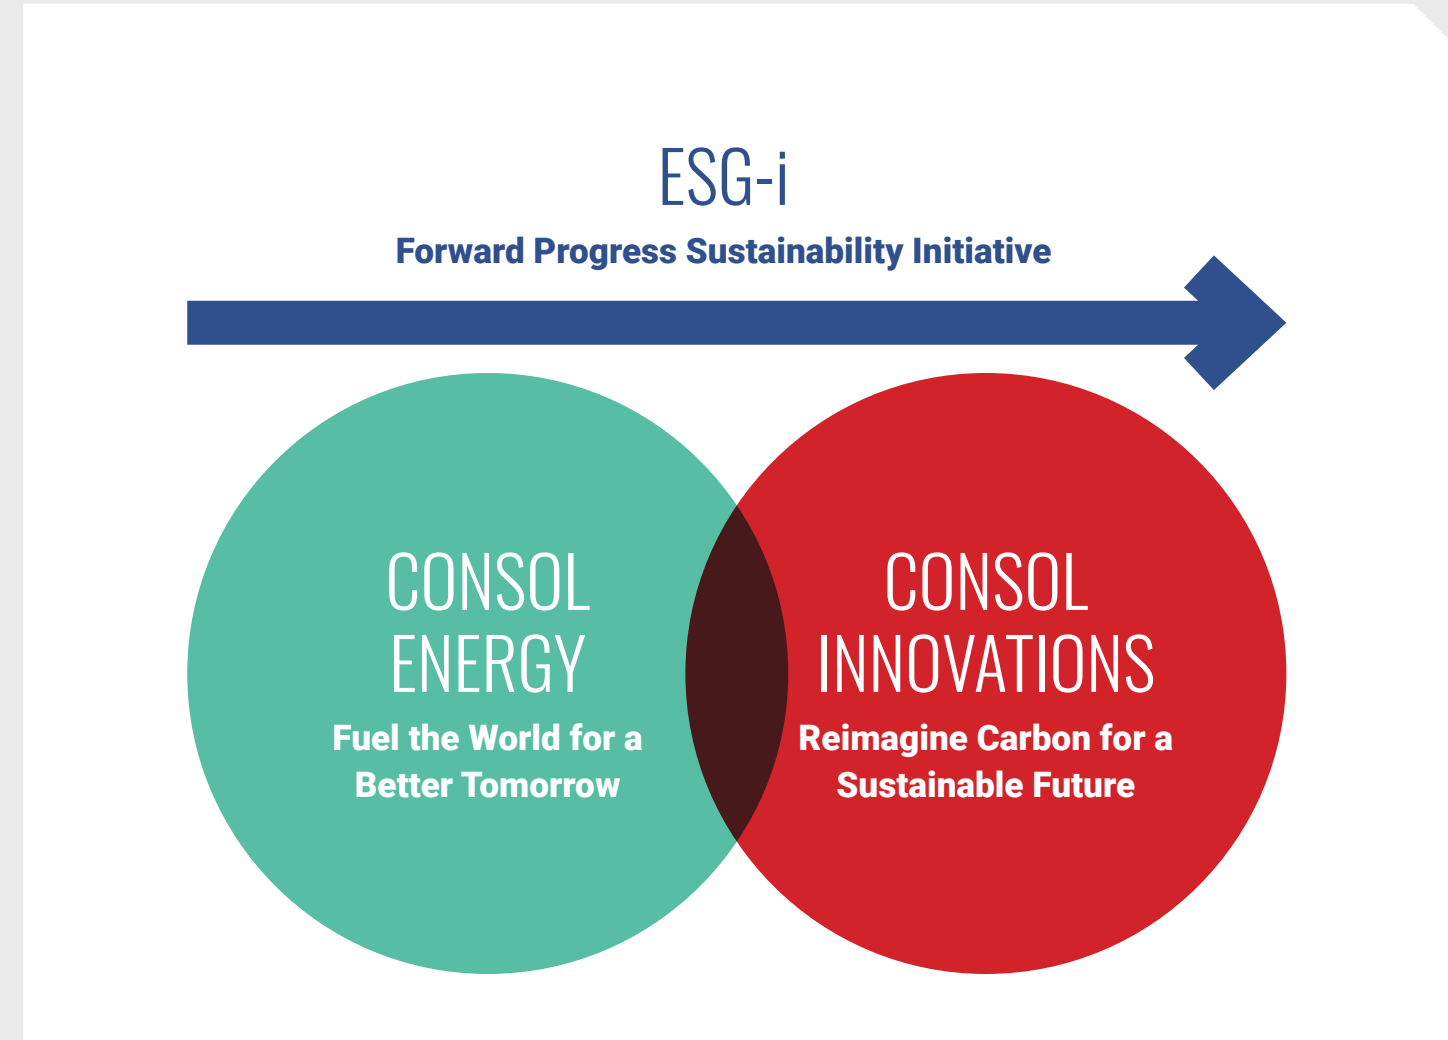 ESG-i
Forward Progress Sustainability Initiative
CONSOL
ENERGY
Fuel the World for a
Better Tomorrow
CONSOL
INNOVATIONS
Reimagine Carbon for a
Sustainable Future